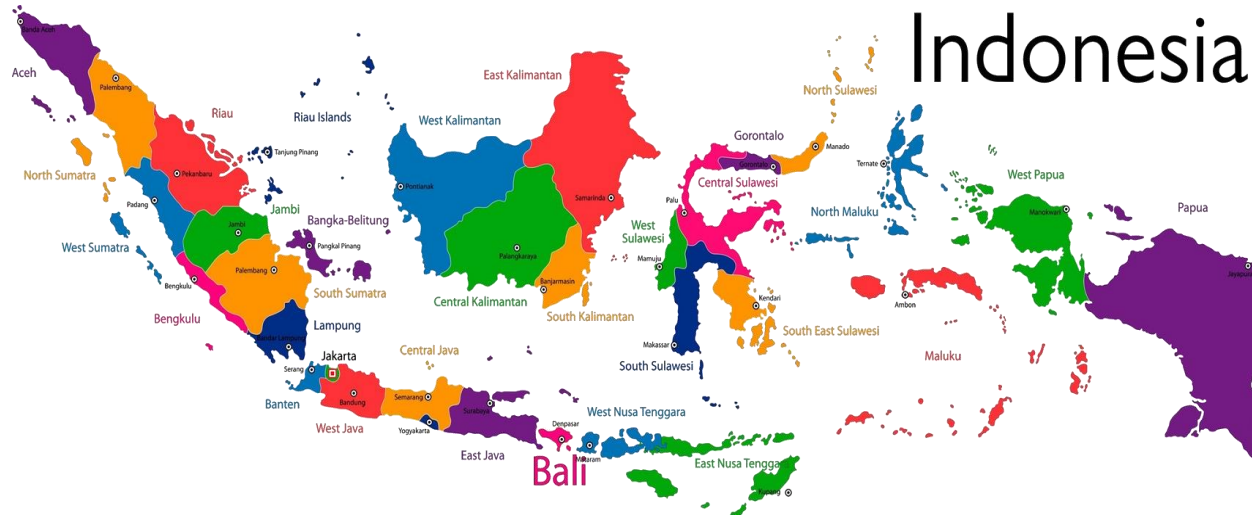 Indonesia
Banda Aceh
Aceh
Palembang
North Sumatra
Riau
Pekanbaru
Riau Islands
Tanjung Pinang
Padang
West Sumatra
Jambi
Jambi
Bangka-Belitung
Pangkal Pinang
Palembang
South Sumatra
Bengkulu
Bengkulu
Lampung
Bandar Lampung
Jakarta
Serang
Banten
Bandung
West Java
Central Java
Semarang
Yogyakarta
Surabaya
East Java
Denpasar
Bali
West Nusa Tenggara
Mataram
East Nusa Tenggara
Kupang
West Kalimantan
Pontianak
East Kalimantan
Samarinda
Palangkaraya
Central Kalimantan
Banjarmasin
South Kalimantan
North Sulawesi
Manado
Gorontalo
Gorontalo
Central Sulawesi
Palu
West
Sulawesi
Mamuju
Kendari
South East Sulawesi
Makassar
South Sulawesi
Ternate
North Maluku
Ambon
Maluku
West Papua
Manokwari
Papua
Jayapura